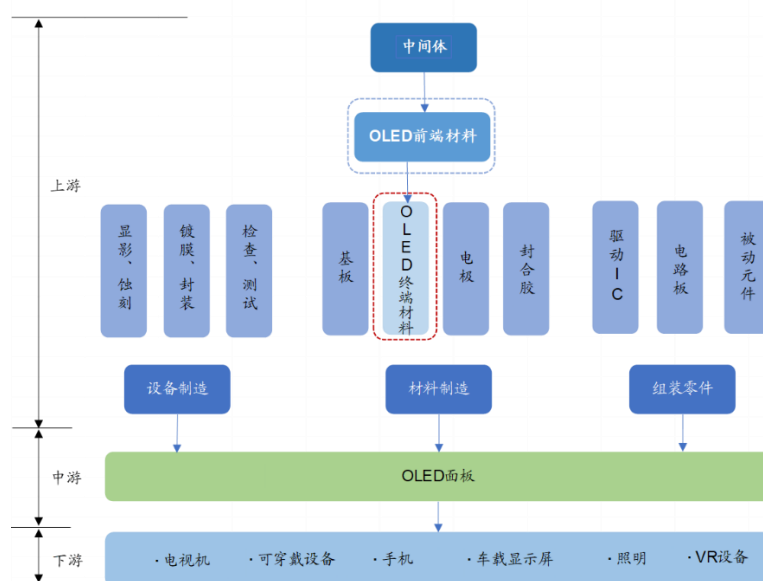 中间体
OLED前端材料
上游
显影、蚀刻
镀膜、封装
检查、测试
基板
OLED终端材料
电极
封合胶
驱动IC
电路板
被动元件
设备制造
材料制造
组装零件
中游
OLED面板
下游
·电视机 ·可穿戴设备 ·手机 ·车载显示屏 ·照明 ·VR设备